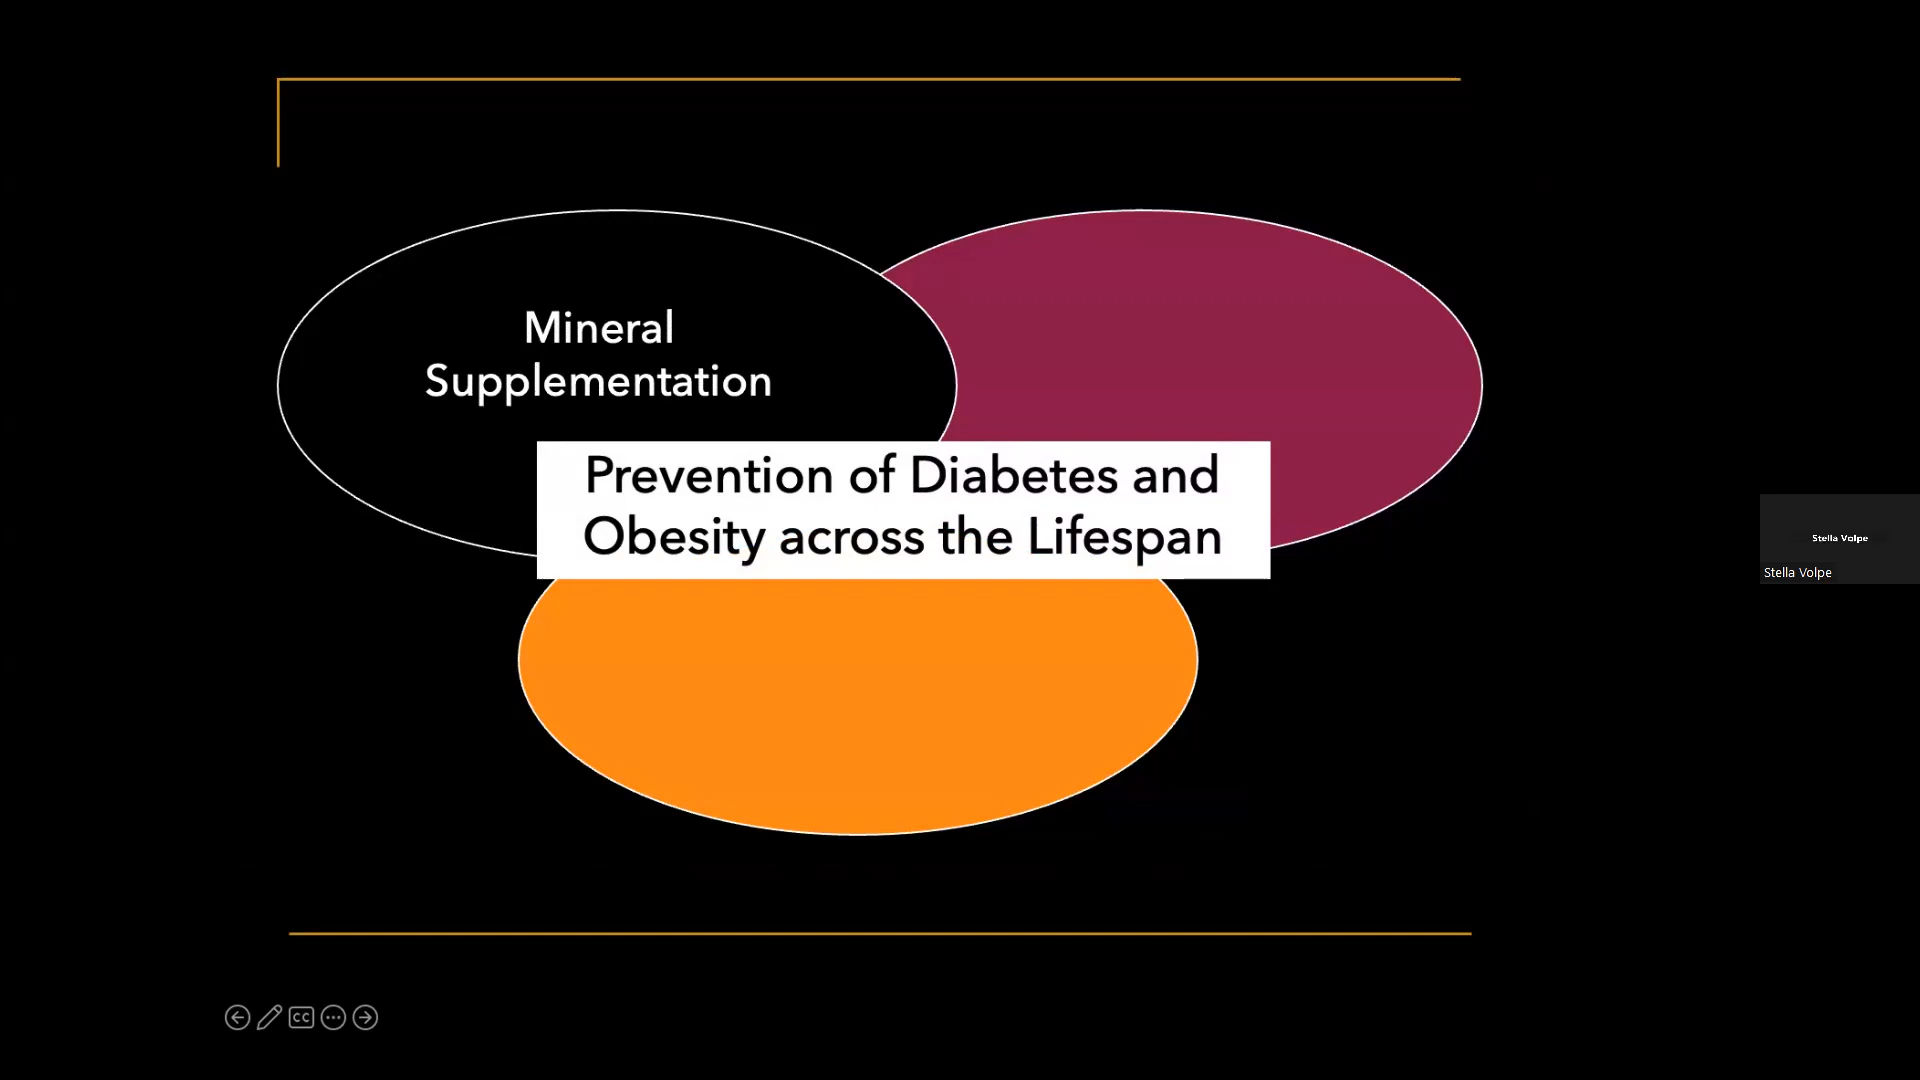 Mineral
Supplementation
Prevention of Diabetes and
Obesity across the Lifespan
Stella Volpe
Stella Volpe
CC